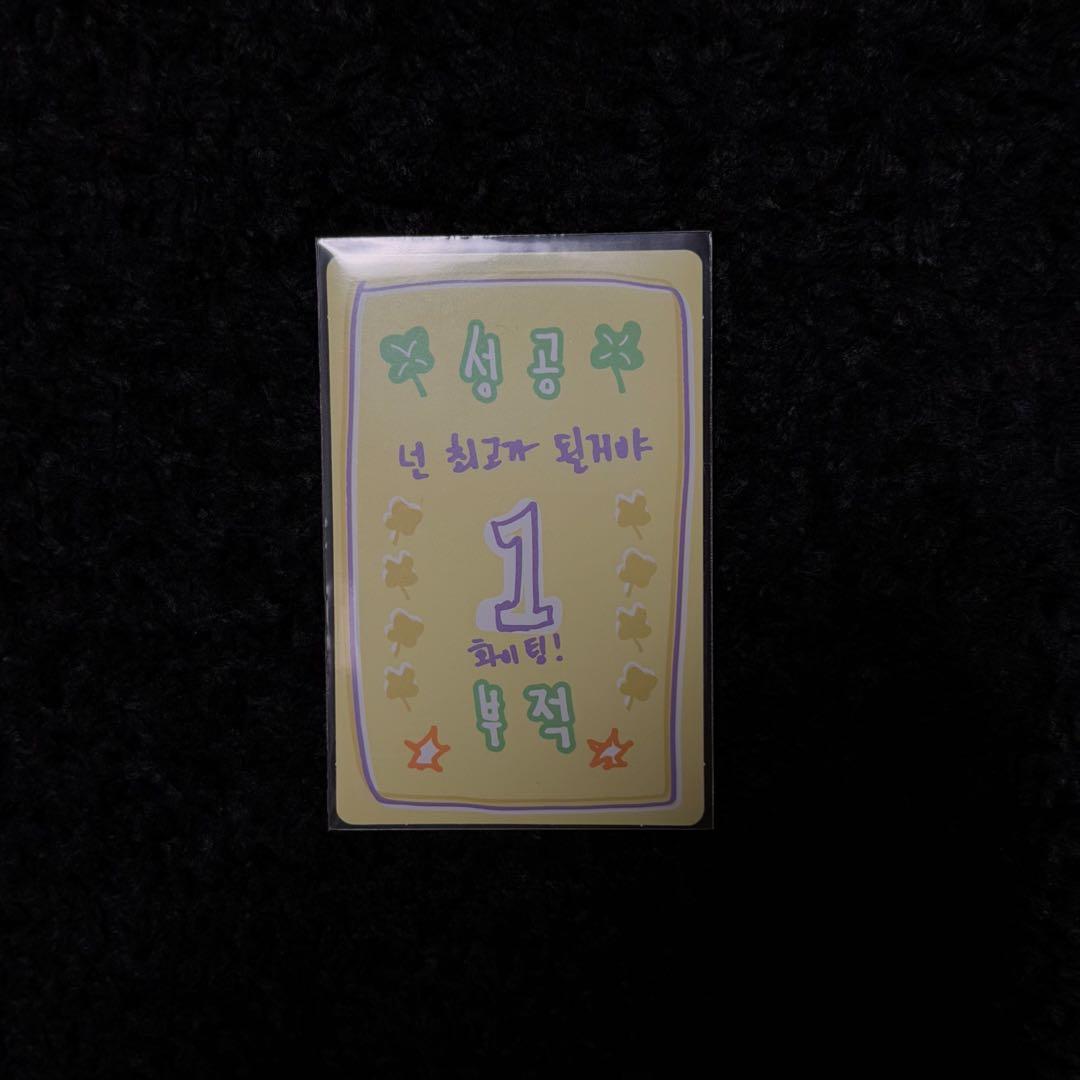 성공
넌 최고가 될거야
1
화이팅!
부적